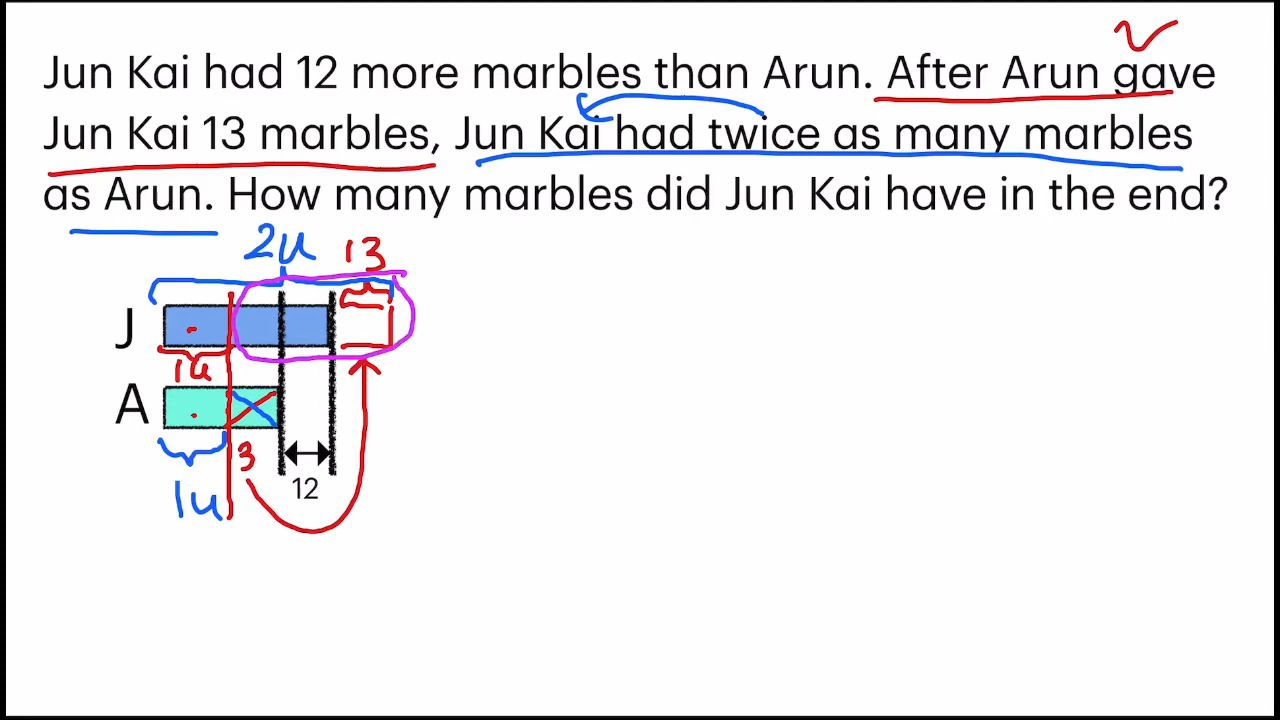 Jun Kai had 12 more marbles than Arun. After Arun gave
Jun Kai 13 marbles, Jun Kai had twice as many marbles
as Arun. How many marbles did Jun Kai have in the end?
2u 13
J
1u
A
3
12
1u